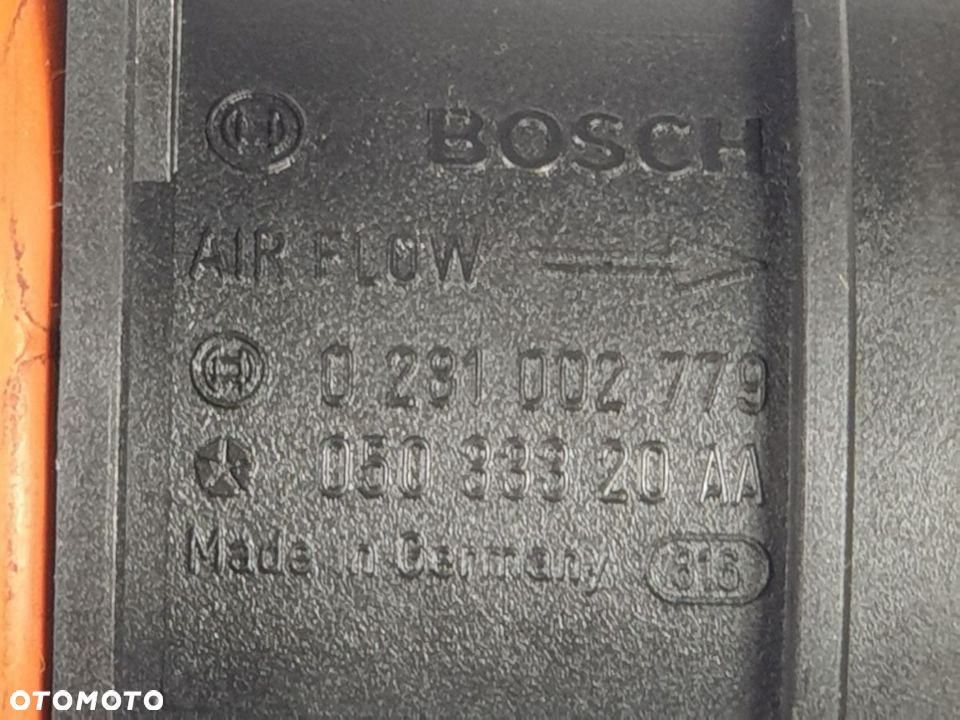 BOSCH
AIR FLOW
0 281 002 779
050 333 20 AA
Made in Germany 816
OTOMOTO